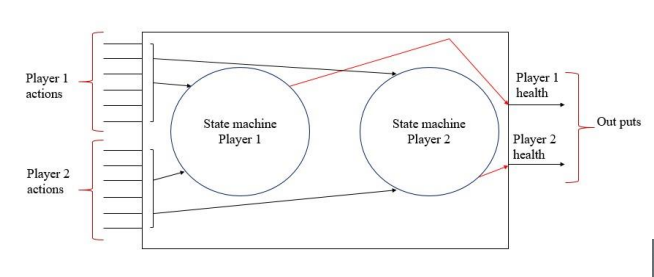 Player 1
actions
State machine
Player 1
State machine
Player 2
Player 1
health
Out puts
Player 2
health
Player 2
actions